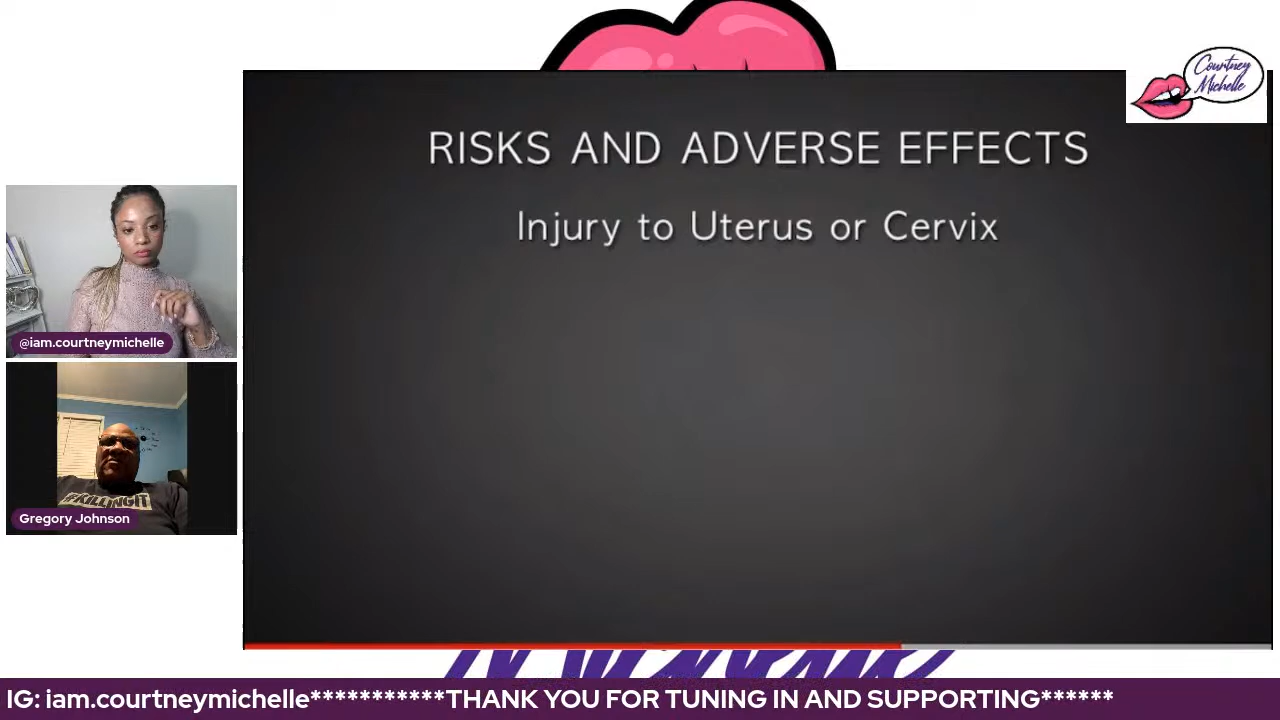 Courtney
Michelle
RISKS AND ADVERSE EFFECTS
Injury to Uterus or Cervix
@iam.courtneymichelle
#KILLINGIT
Gregory Johnson
IG: iam.courtneymichelle***********THANK YOU FOR TUNING IN AND SUPPORTING******